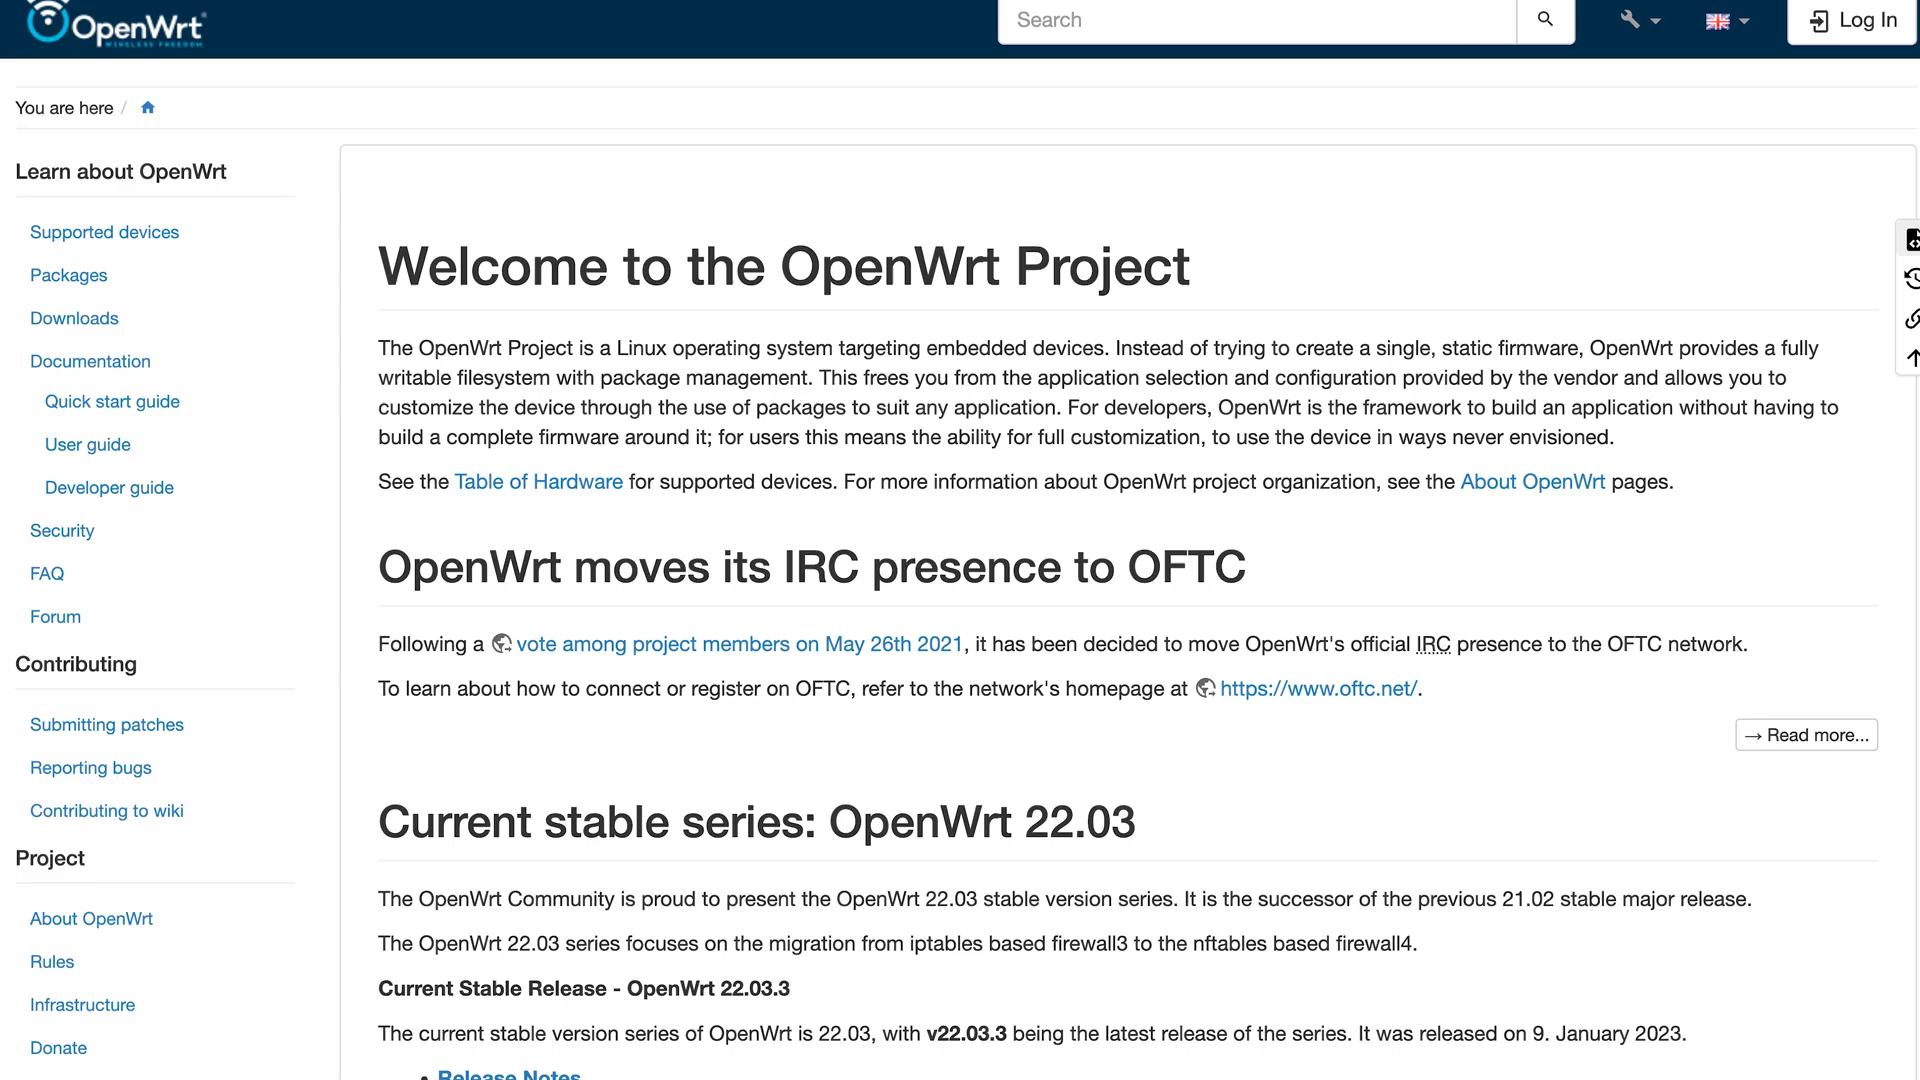 OpenWrt
WIRELESS FREEDOM
Search
Log In
You are here /
Learn about OpenWrt
Supported devices
Packages
Downloads
Documentation
Quick start guide
User guide
Developer guide
Security
FAQ
Forum
Contributing
Submitting patches
Reporting bugs
Contributing to wiki
Project
About OpenWrt
Rules
Infrastructure
Donate
Welcome to the OpenWrt Project
The OpenWrt Project is a Linux operating system targeting embedded devices. Instead of trying to create a single, static firmware, OpenWrt provides a fully
writable filesystem with package management. This frees you from the application selection and configuration provided by the vendor and allows you to
customize the device through the use of packages to suit any application. For developers, OpenWrt is the framework to build an application without having to
build a complete firmware around it; for users this means the ability for full customization, to use the device in ways never envisioned.
See the Table of Hardware for supported devices. For more information about OpenWrt project organization, see the About OpenWrt pages.
OpenWrt moves its IRC presence to OFTC
Following a vote among project members on May 26th 2021, it has been decided to move OpenWrt's official IRC presence to the OFTC network.
To learn about how to connect or register on OFTC, refer to the network's homepage at https://www.oftc.net/.
→ Read more...
Current stable series: OpenWrt 22.03
The OpenWrt Community is proud to present the OpenWrt 22.03 stable version series. It is the successor of the previous 21.02 stable major release.
The OpenWrt 22.03 series focuses on the migration from iptables based firewall3 to the nftables based firewall4.
Current Stable Release - OpenWrt 22.03.3
The current stable version series of OpenWrt is 22.03, with v22.03.3 being the latest release of the series. It was released on 9. January 2023.
• Release Notes